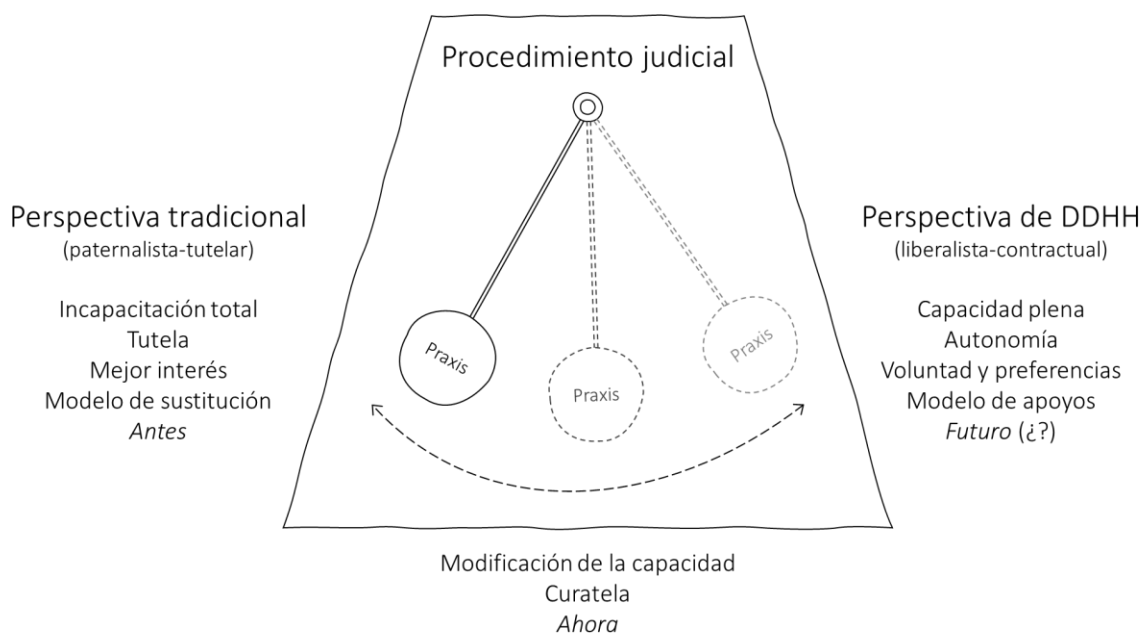 Procedimiento judicial
Perspectiva tradicional
(paternalista-tutelar)
Incapacitación total
Tutela
Mejor interés
Modelo de sustitución
Antes
Praxis
Praxis
Praxis
Perspectiva de DDHH
(liberalista-contractual)
Capacidad plena
Autonomía
Voluntad y preferencias
Modelo de apoyos
Futuro (¿?)
Modificación de la capacidad
Curatela
Ahora